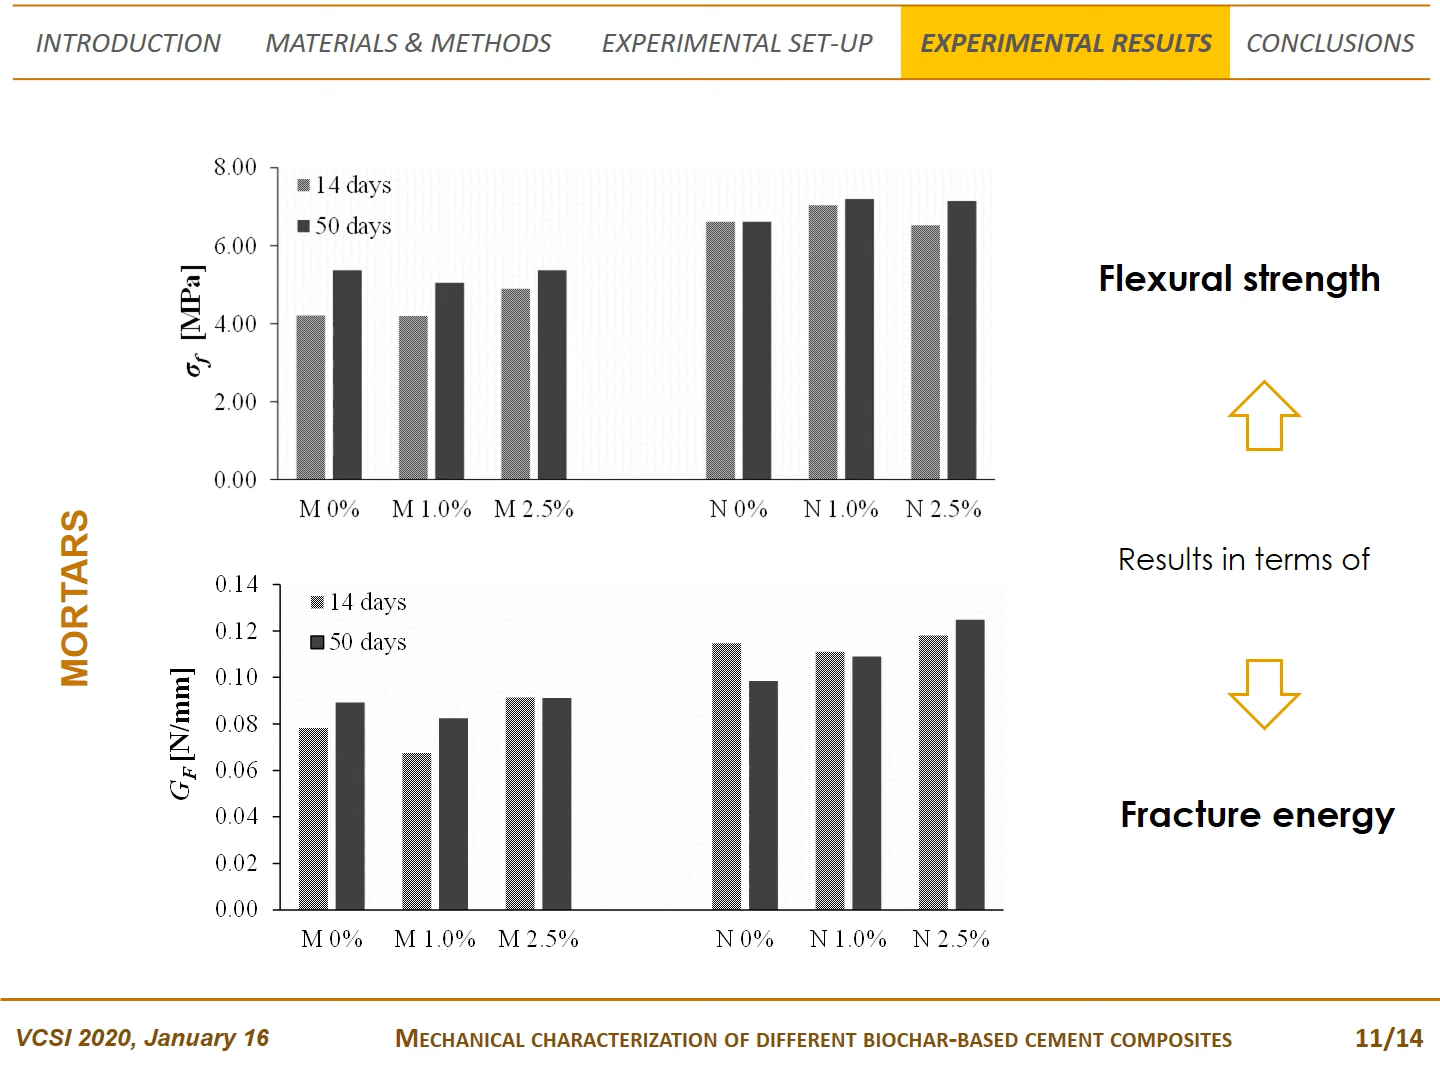 INTRODUCTION
MATERIALS & METHODS
EXPERIMENTAL SET-UP
EXPERIMENTAL RESULTS
CONCLUSIONS
MORTARS
σf [MPa]
8.00
6.00
4.00
2.00
0.00
14 days
50 days
M 0%
M 1.0%
M 2.5%
N 0%
N 1.0%
N 2.5%
GF [N/mm]
0.14
0.12
0.10
0.08
0.06
0.04
0.02
0.00
14 days
50 days
M 0%
M 1.0%
M 2.5%
N 0%
N 1.0%
N 2.5%
Flexural strength
Results in terms of
Fracture energy
VCSI 2020, January 16
MECHANICAL CHARACTERIZATION OF DIFFERENT BIOCHAR-BASED CEMENT COMPOSITES
11/14